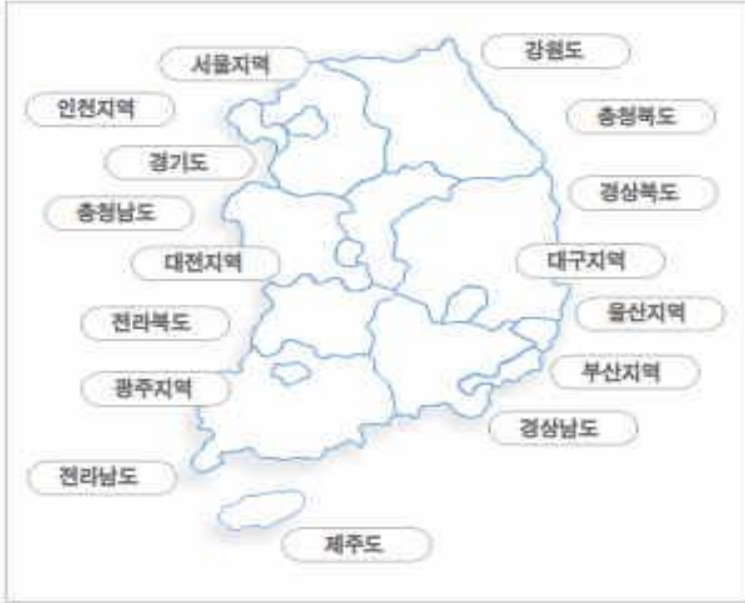 서울지역
강원도
인천지역
충청북도
경기도
경상북도
충청남도
대전지역
대구지역
전라북도
울산지역
광주지역
부산지역
경상남도
전라남도
제주도